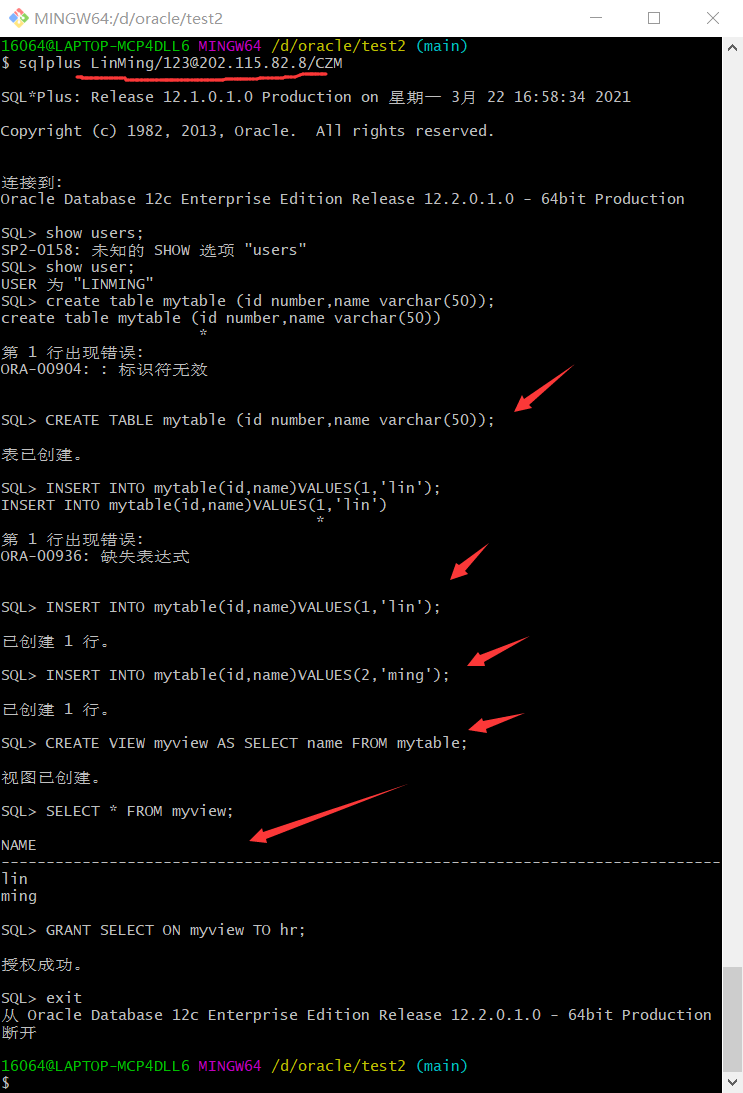 MINGW64:/d/oracle/test2
16064@LAPTOP-MCP4DLL6 MINGW64 /d/oracle/test2 (main)
$ sqlplus LinMing/123@202.115.82.8/CZM
SQL*Plus: Release 12.1.0.1.0 Production on 星期一 3月 22 16:58:34 2021
Copyright (c) 1982, 2013, Oracle.  All rights reserved.
连接到:
Oracle Database 12c Enterprise Edition Release 12.2.0.1.0 - 64bit Production
SQL> show users;
SP2-0158: 未知的 SHOW 选项 "users"
SQL> show user;
USER 为 "LINMING"
SQL> create table mytable (id number,name varchar(50));
create table mytable (id number,name varchar(50))
*
第 1 行出现错误:
ORA-00904: : 标识符无效
SQL> CREATE TABLE mytable (id number,name varchar(50));
表已创建。
SQL> INSERT INTO mytable(id,name)VALUES(1,'lin');
INSERT INTO mytable(id,name)VALUES(1,'lin')
*
第 1 行出现错误:
ORA-00936: 缺失表达式
SQL> INSERT INTO mytable(id,name)VALUES(1,'lin');
已创建 1 行。
SQL> INSERT INTO mytable(id,name)VALUES(2,'ming');
已创建 1 行。
SQL> CREATE VIEW myview AS SELECT name FROM mytable;
视图已创建。
SQL> SELECT * FROM myview;
NAME
--------------------------------------------------------------------------------
lin
ming
SQL> GRANT SELECT ON myview TO hr;
授权成功。
SQL> exit
从 Oracle Database 12c Enterprise Edition Release 12.2.0.1.0 - 64bit Production
断开
16064@LAPTOP-MCP4DLL6 MINGW64 /d/oracle/test2 (main)
$